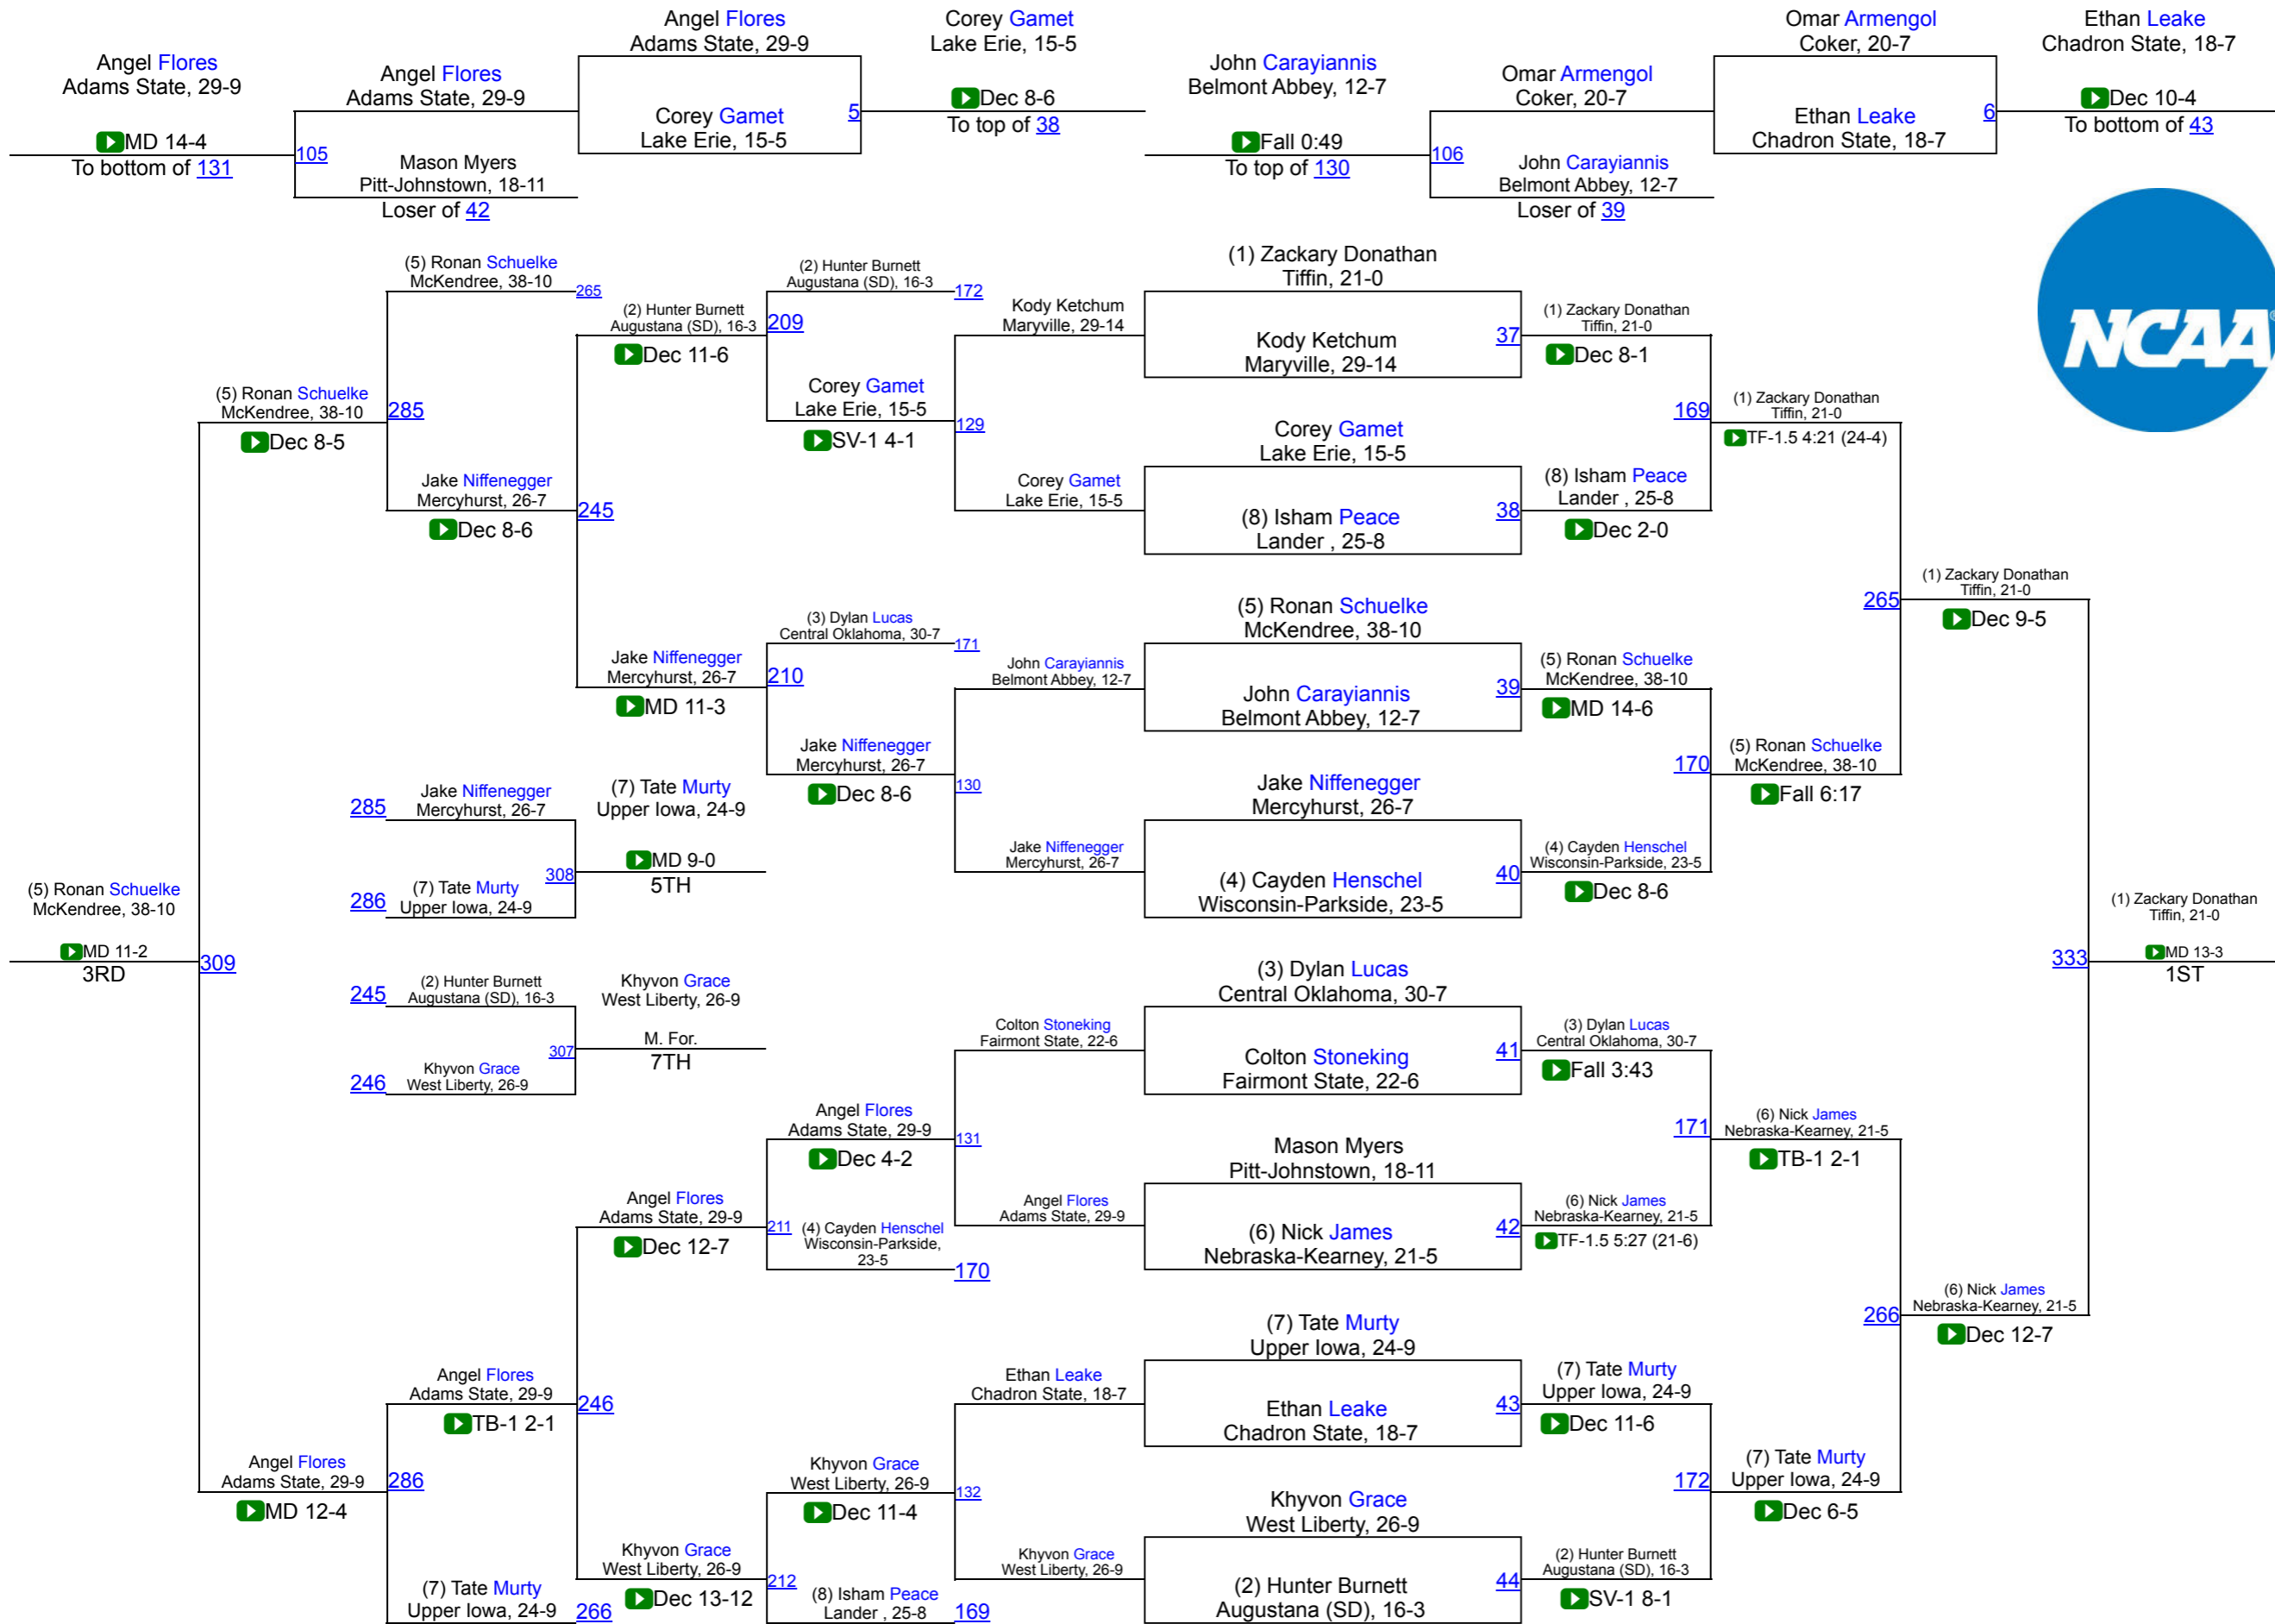 Angel Flores
Adams State, 29-9
MD 14-4
To bottom of 131
105
Angel Flores
Adams State, 29-9
Mason Myers
Pitt-Johnstown, 18-11
Loser of 42
Angel Flores
Adams State, 29-9
Corey Gamet
Lake Erie, 15-5
5
Corey Gamet
Lake Erie, 15-5
Dec 8-6
To top of 38
John Carayiannis
Belmont Abbey, 12-7
Fall 0:49
To top of 130
106
Omar Armengol
Coker, 20-7
John Carayiannis
Belmont Abbey, 12-7
Loser of 39
Omar Armengol
Coker, 20-7
Ethan Leake
Chadron State, 18-7
6
Ethan Leake
Chadron State, 18-7
Dec 10-4
To bottom of 43
NCAA®
(1) Zackary Donathan
Tiffin, 21-0
Kody Ketchum
Maryville, 29-14
37
Corey Gamet
Lake Erie, 15-5
(8) Isham Peace
Lander , 25-8
38
(5) Ronan Schuelke
McKendree, 38-10
John Carayiannis
Belmont Abbey, 12-7
39
Jake Niffenegger
Mercyhurst, 26-7
(4) Cayden Henschel
Wisconsin-Parkside, 23-5
40
(3) Dylan Lucas
Central Oklahoma, 30-7
Colton Stoneking
Fairmont State, 22-6
41
Mason Myers
Pitt-Johnstown, 18-11
(6) Nick James
Nebraska-Kearney, 21-5
42
(7) Tate Murty
Upper Iowa, 24-9
Ethan Leake
Chadron State, 18-7
43
Khyvon Grace
West Liberty, 26-9
(2) Hunter Burnett
Augustana (SD), 16-3
44
(1) Zackary Donathan
Tiffin, 21-0
Dec 8-1
169
(8) Isham Peace
Lander , 25-8
Dec 2-0
(5) Ronan Schuelke
McKendree, 38-10
MD 14-6
170
(4) Cayden Henschel
Wisconsin-Parkside, 23-5
Dec 8-6
(3) Dylan Lucas
Central Oklahoma, 30-7
Fall 3:43
171
(6) Nick James
Nebraska-Kearney, 21-5
TF-1.5 5:27 (21-6)
(7) Tate Murty
Upper Iowa, 24-9
Dec 11-6
172
(2) Hunter Burnett
Augustana (SD), 16-3
SV-1 8-1
(1) Zackary Donathan
Tiffin, 21-0
TF-1.5 4:21 (24-4)
265
(5) Ronan Schuelke
McKendree, 38-10
Fall 6:17
(6) Nick James
Nebraska-Kearney, 21-5
TB-1 2-1
266
(7) Tate Murty
Upper Iowa, 24-9
Dec 6-5
(1) Zackary Donathan
Tiffin, 21-0
Dec 9-5
333
(6) Nick James
Nebraska-Kearney, 21-5
Dec 12-7
(1) Zackary Donathan
Tiffin, 21-0
MD 13-3
1ST
Kody Ketchum
Maryville, 29-14
129
Corey Gamet
Lake Erie, 15-5
John Carayiannis
Belmont Abbey, 12-7
130
Jake Niffenegger
Mercyhurst, 26-7
Colton Stoneking
Fairmont State, 22-6
131
Angel Flores
Adams State, 29-9
Ethan Leake
Chadron State, 18-7
132
Khyvon Grace
West Liberty, 26-9
(2) Hunter Burnett
Augustana (SD), 16-3
172
209
Corey Gamet
Lake Erie, 15-5
SV-1 4-1
(3) Dylan Lucas
Central Oklahoma, 30-7
171
210
Jake Niffenegger
Mercyhurst, 26-7
Dec 8-6
Angel Flores
Adams State, 29-9
Dec 4-2
211
(4) Cayden Henschel
Wisconsin-Parkside,
23-5
170
Khyvon Grace
West Liberty, 26-9
Dec 11-4
212
(8) Isham Peace
Lander , 25-8
169
(2) Hunter Burnett
Augustana (SD), 16-3
Dec 11-6
245
Jake Niffenegger
Mercyhurst, 26-7
MD 11-3
Angel Flores
Adams State, 29-9
Dec 12-7
246
Khyvon Grace
West Liberty, 26-9
Dec 13-12
(5) Ronan Schuelke
McKendree, 38-10
265
285
Jake Niffenegger
Mercyhurst, 26-7
Dec 8-6
Angel Flores
Adams State, 29-9
TB-1 2-1
286
(7) Tate Murty
Upper Iowa, 24-9
266
(5) Ronan Schuelke
McKendree, 38-10
Dec 8-5
309
Angel Flores
Adams State, 29-9
MD 12-4
(5) Ronan Schuelke
McKendree, 38-10
MD 11-2
3RD
285
Jake Niffenegger
Mercyhurst, 26-7
308
286
(7) Tate Murty
Upper Iowa, 24-9
(7) Tate Murty
Upper Iowa, 24-9
MD 9-0
5TH
245
(2) Hunter Burnett
Augustana (SD), 16-3
307
246
Khyvon Grace
West Liberty, 26-9
Khyvon Grace
West Liberty, 26-9
M. For.
7TH